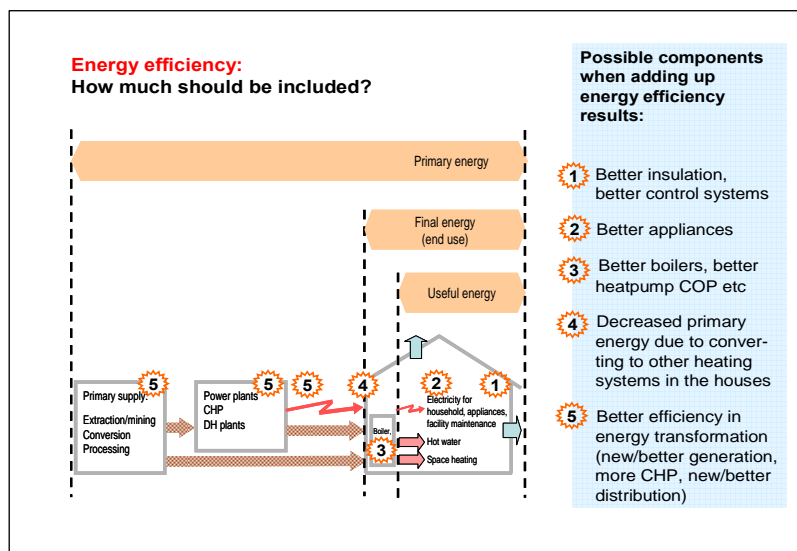 Energy efficiency:
How much should be included?
Primary energy
Final energy
(end use)
Useful energy
5
Primary supply:
Extraction/mining
Conversion
Processing
5
5
Power plants
CHP
DH plants
4
2
1
Electricity for
household, appliances,
facility maintenance
Boiler,
3
Hot water
Space heating
Possible components
when adding up
energy efficiency
results:
1
Better insulation,
better control systems
2
Better appliances
3
Better boilers, better
heatpump COP etc
4
Decreased primary
energy due to conver-
ting to other heating
systems in the houses
5
Better efficiency in
energy transformation
(new/better generation,
more CHP, new/better
distribution)